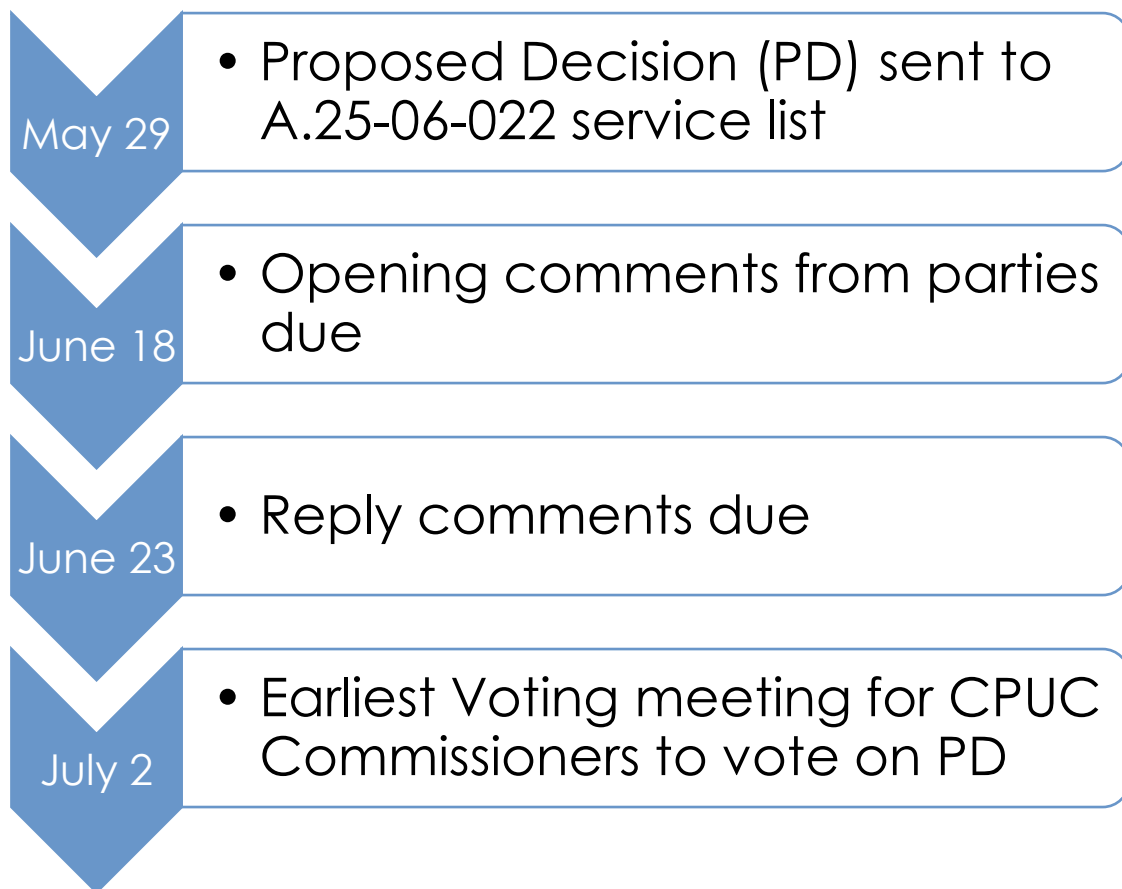 May 29
• Proposed Decision (PD) sent to
A.25-06-022 service list
June 18
• Opening comments from parties
due
June 23
• Reply comments due
July 2
• Earliest Voting meeting for CPUC
Commissioners to vote on PD